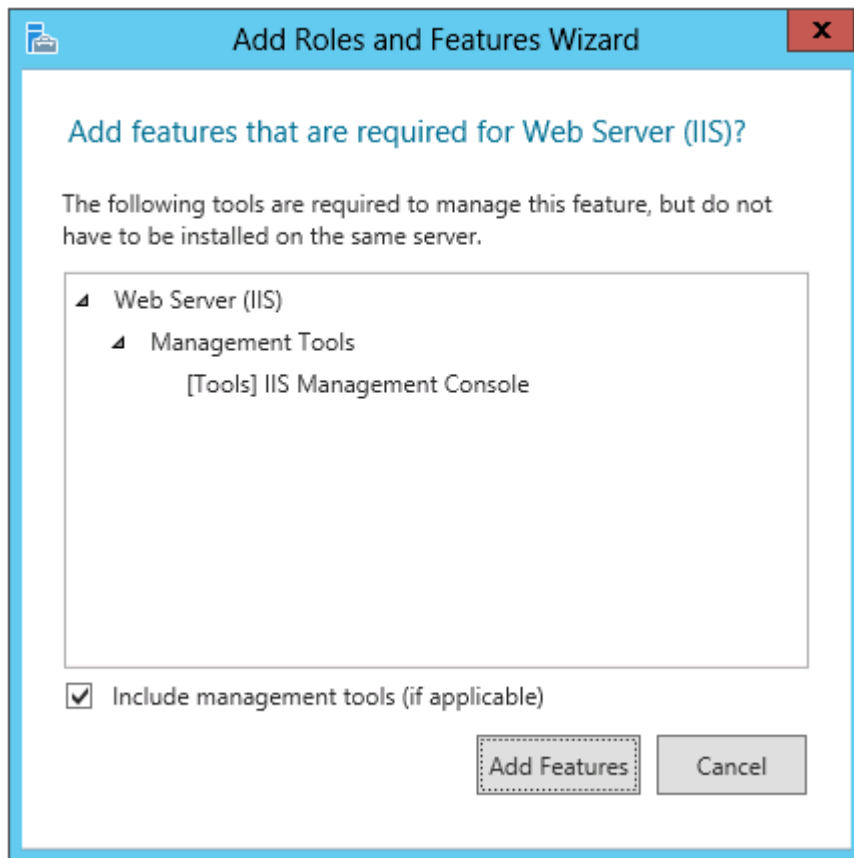 Add Roles and Features Wizard
x
Add features that are required for Web Server (IIS)?
The following tools are required to manage this feature, but do not
have to be installed on the same server.
Web Server (IIS)
Management Tools
[Tools] IIS Management Console
Include management tools (if applicable)
Add Features
Cancel